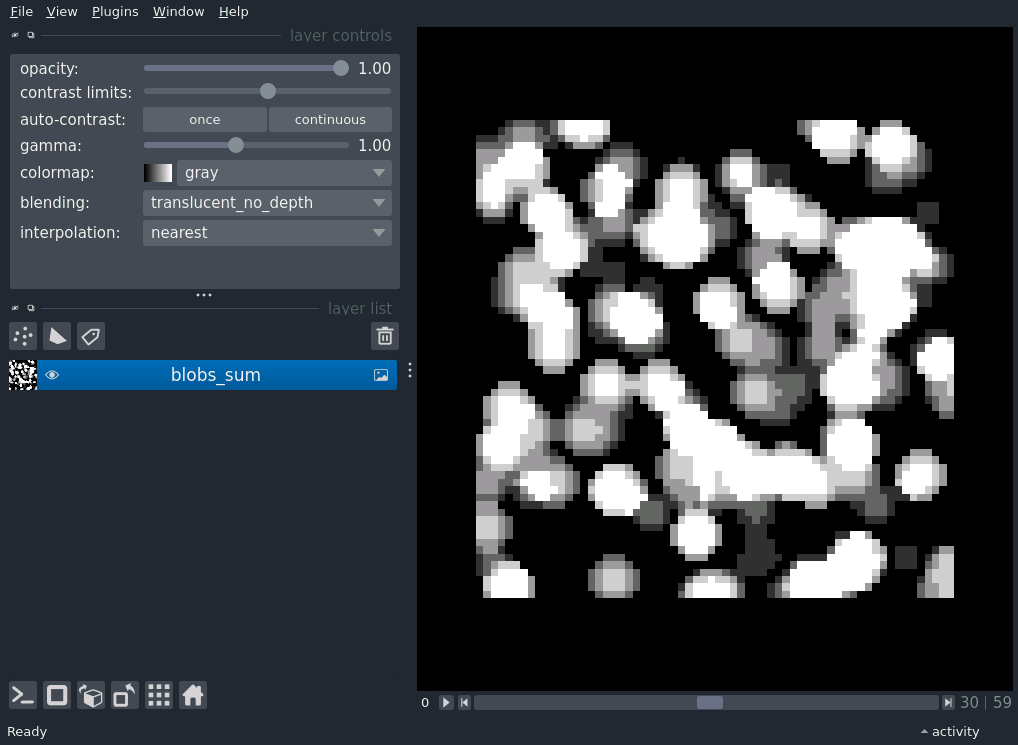 File View Plugins Window Help
layer controls
opacity: 1.00
contrast limits:
auto-contrast: once continuous
gamma: 1.00
colormap: gray
blending: translucent_no_depth
interpolation: nearest
layer list
blobs_sum
0 30 | 59
Ready activity